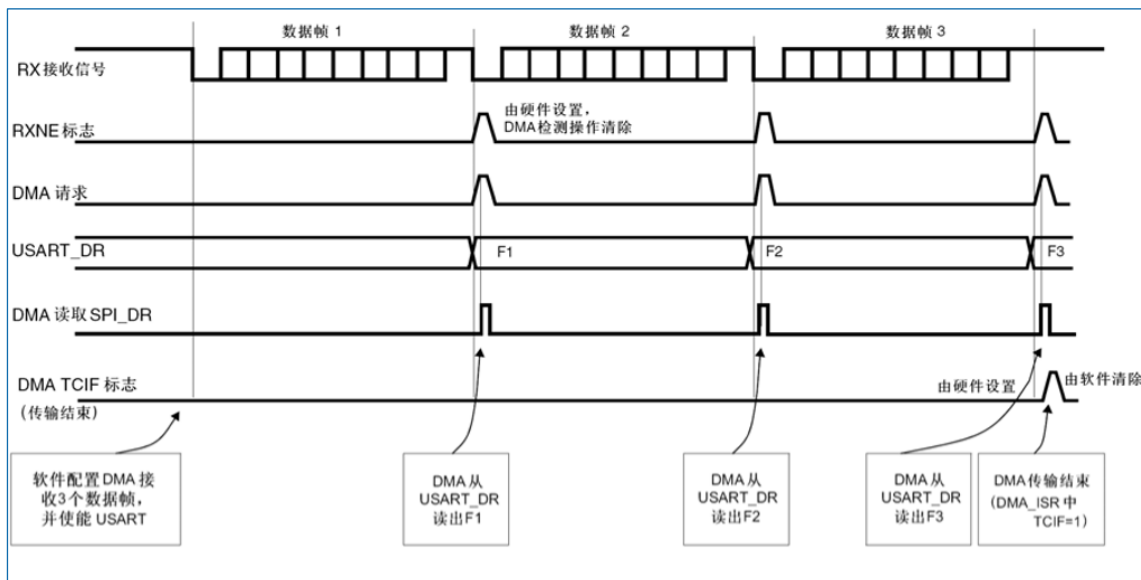 数据帧 1
数据帧 2
数据帧 3
RX接收信号
RXNE标志
由硬件设置，
DMA检测操作清除
DMA 请求
USART_DR
F1
F2
F3
DMA 读取 SPI_DR
DMA TCIF 标志
(传输结束)
由硬件设置
由软件清除
软件配置DMA接
收3个数据帧，
并使能 USART
DMA从
USART_DR
读出F1
DMA从
USART_DR
读出F2
DMA从
USART_DR
读出F3
DMA传输结束
(DMA_ISR中
TCIF=1)